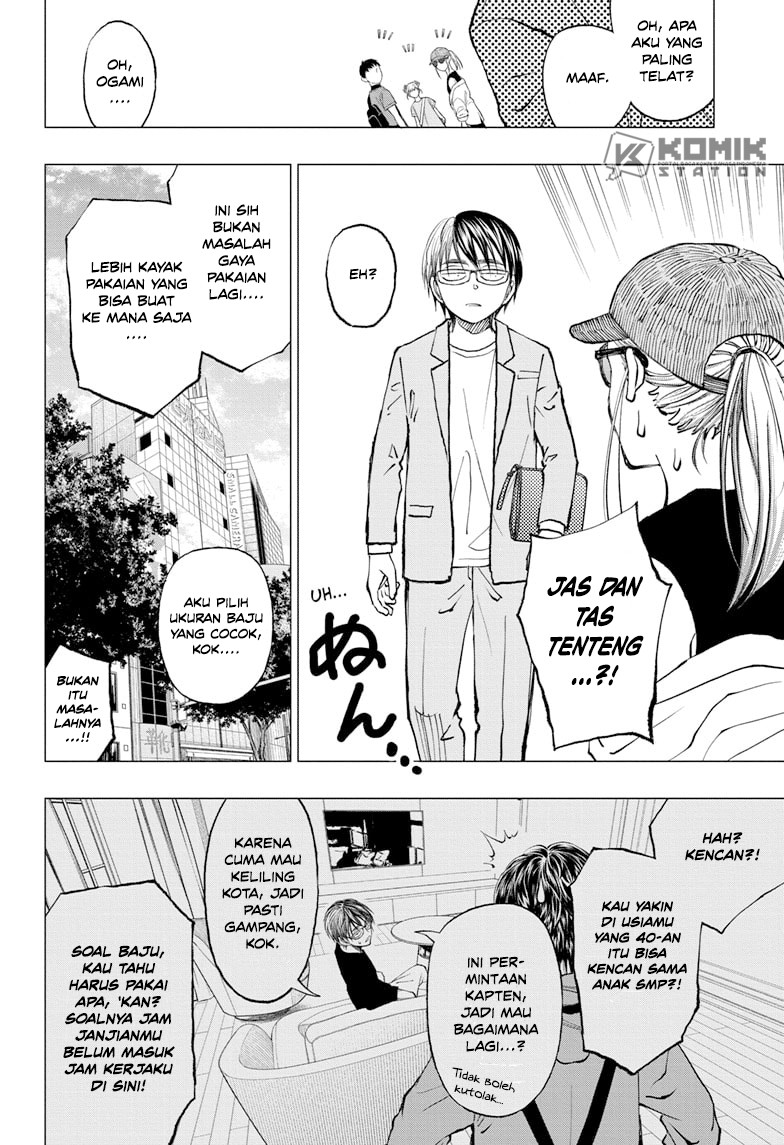 OH, APA
AKU YANG
PALING
TELAT?
MAAF.
OH,
OGAMI
....
KOMIK
STATION
EH?
JAS DAN
TAS
TENTENG
...?!
UH...
ぬん...
INI SIH
BUKAN
MASALAH
GAYA
PAKAIAN
LAGI....
LEBIH KAYAK
PAKAIAN YANG
BISA BUAT
KE MANA SAJA
....
AKU PILIH
UKURAN BAJU
YANG COCOK,
KOK....
BUKAN
ITU
MASA-
LAHNYA
...!!
HAH?
KENCAN?!
KAU YAKIN
DI USIAMU
YANG 40-AN
ITU BISA
KENCAN SAMA
ANAK SMP?!
INI PER-
MINTAAN
KAPTEN,
JADI MAU
BAGAIMANA
LAGI...?
Tidak boleh
kutolak...
KARENA
CUMA MAU
KELILING
KOTA, JADI
PASTI
GAMPANG,
KOK.
SOAL BAJU,
KAU TAHU
HARUS PAKAI
APA, 'KAN?
SOALNYA JAM
JANJIANMU
BELUM MASUK
JAM KERJAKU
DI SINI!